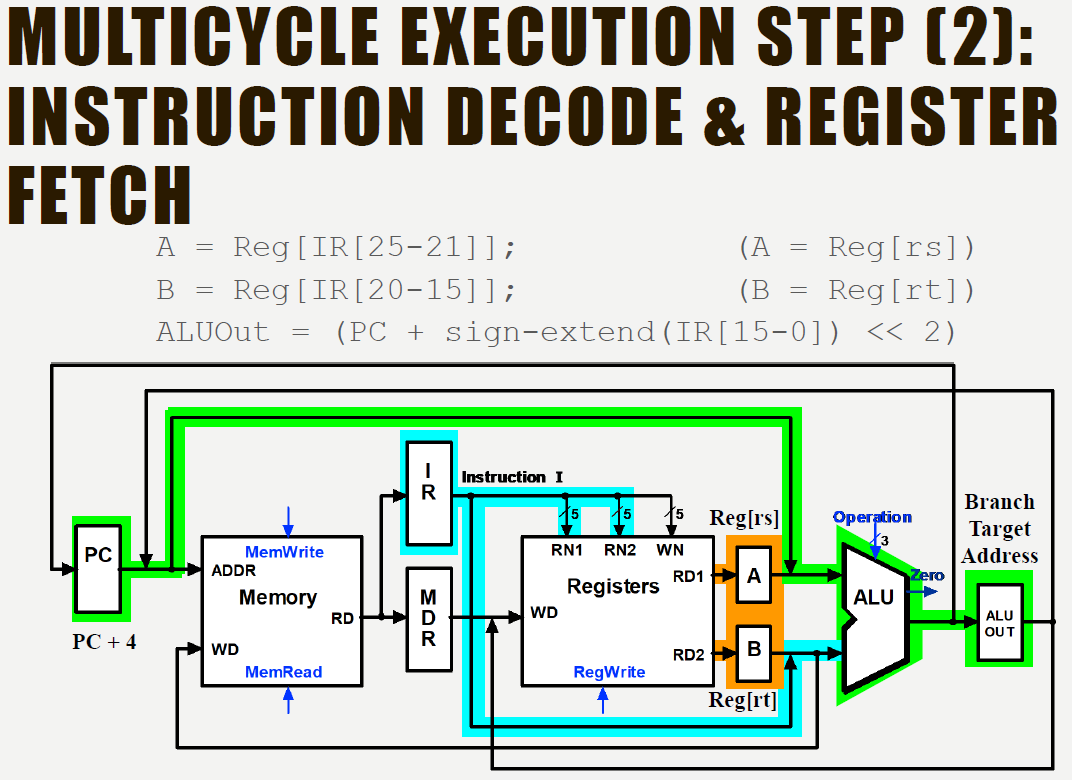 MULTICYCLE EXECUTION STEP (2):
INSTRUCTION DECODE & REGISTER
FETCH
A = Reg[IR[25-21]]; (A = Reg[rs])
B = Reg[IR[20-15]]; (B = Reg[rt])
ALUOut = (PC + sign-extend(IR[15-0]) << 2)
I
R
Instruction I
5
5
5
Reg[rs]
Operation
3
Branch
Target
Address
PC
PC + 4
MemWrite
ADDR
Memory
RD
WD
MemRead
M
D
R
RN1
RN2
WN
Registers
RD1
WD
RD2
RegWrite
A
B
Reg[rt]
Zero
ALU
ALU
OUT